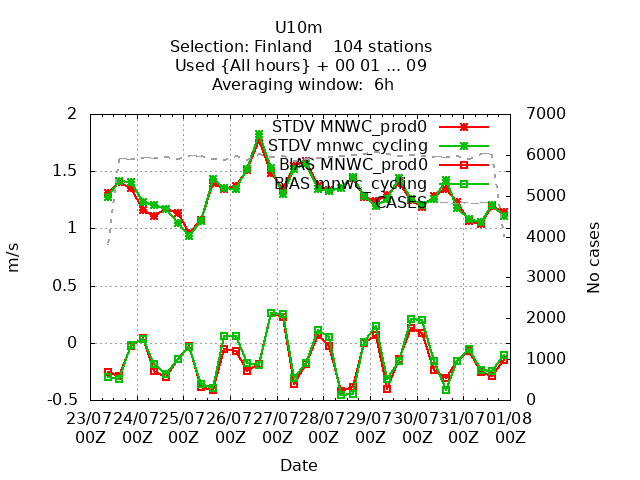 U10m
Selection: Finland    104 stations
Used {All hours} + 00 01 ... 09
Averaging window:  6h
2
1.5
1
0.5
0
-0.5
m/s
7000
6000
5000
4000
3000
2000
1000
0
No cases
STDV MNWC_prod0
STDV mnwc_cycling
BIAS MNWC_prod0
BIAS mnwc_cycling
CASES
23/07 24/07 25/07 26/07 27/07 28/07 29/07 30/07 31/07 01/08
00Z 00Z 00Z 00Z 00Z 00Z 00Z 00Z 00Z 00Z
Date